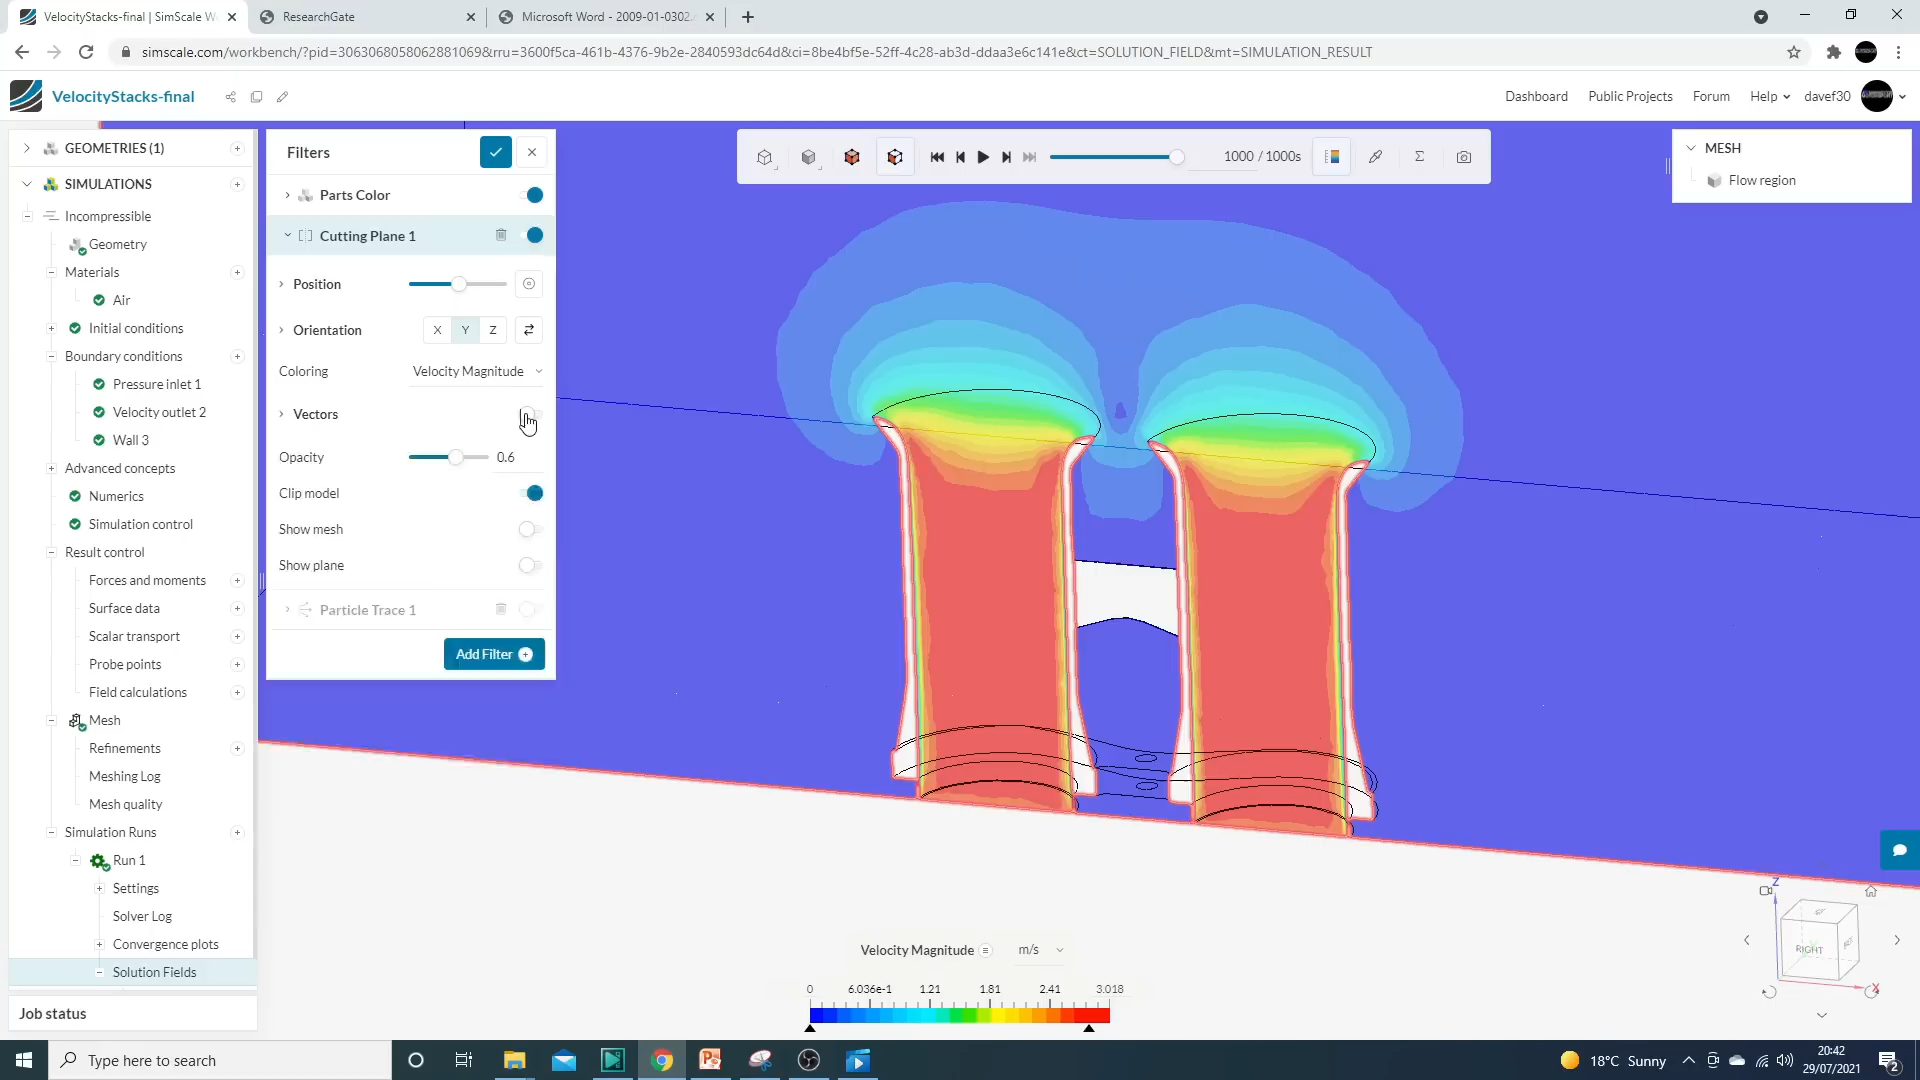 VelocityStacks-final | SimScale W
ResearchGate
Microsoft Word - 2009-01-0302.
simscale.com/workbench/?pid=3063068058062881069&rru=3600f5ca-461b-4376-9b2e-2840593dc64d&ci=8be4bf5e-52ff-4c28-ab3d-ddaa3e6c141e&ct=SOLUTION_FIELD&mt=SIMULATION_RESULT
VelocityStacks-final
Dashboard
Public Projects
Forum
Help
davef30
GEOMETRIES (1)
SIMULATIONS
Incompressible
Geometry
Materials
Air
Initial conditions
Boundary conditions
Pressure inlet 1
Velocity outlet 2
Wall 3
Advanced concepts
Numerics
Simulation control
Result control
Forces and moments
Surface data
Scalar transport
Probe points
Field calculations
Mesh
Refinements
Meshing Log
Mesh quality
Simulation Runs
Run 1
Settings
Solver Log
Convergence plots
Solution Fields
Job status
Filters
Parts Color
Cutting Plane 1
Position
Orientation X Y Z
Coloring Velocity Magnitude
Vectors
Opacity 0.6
Clip model
Show mesh
Show plane
Particle Trace 1
Add Filter
1000 / 1000s
MESH
Flow region
Velocity Magnitude m/s
0 6.036e-1 1.21 1.81 2.41 3.018
Z
RIGHT
X
Type here to search
18°C Sunny
20:42
29/07/2021
2